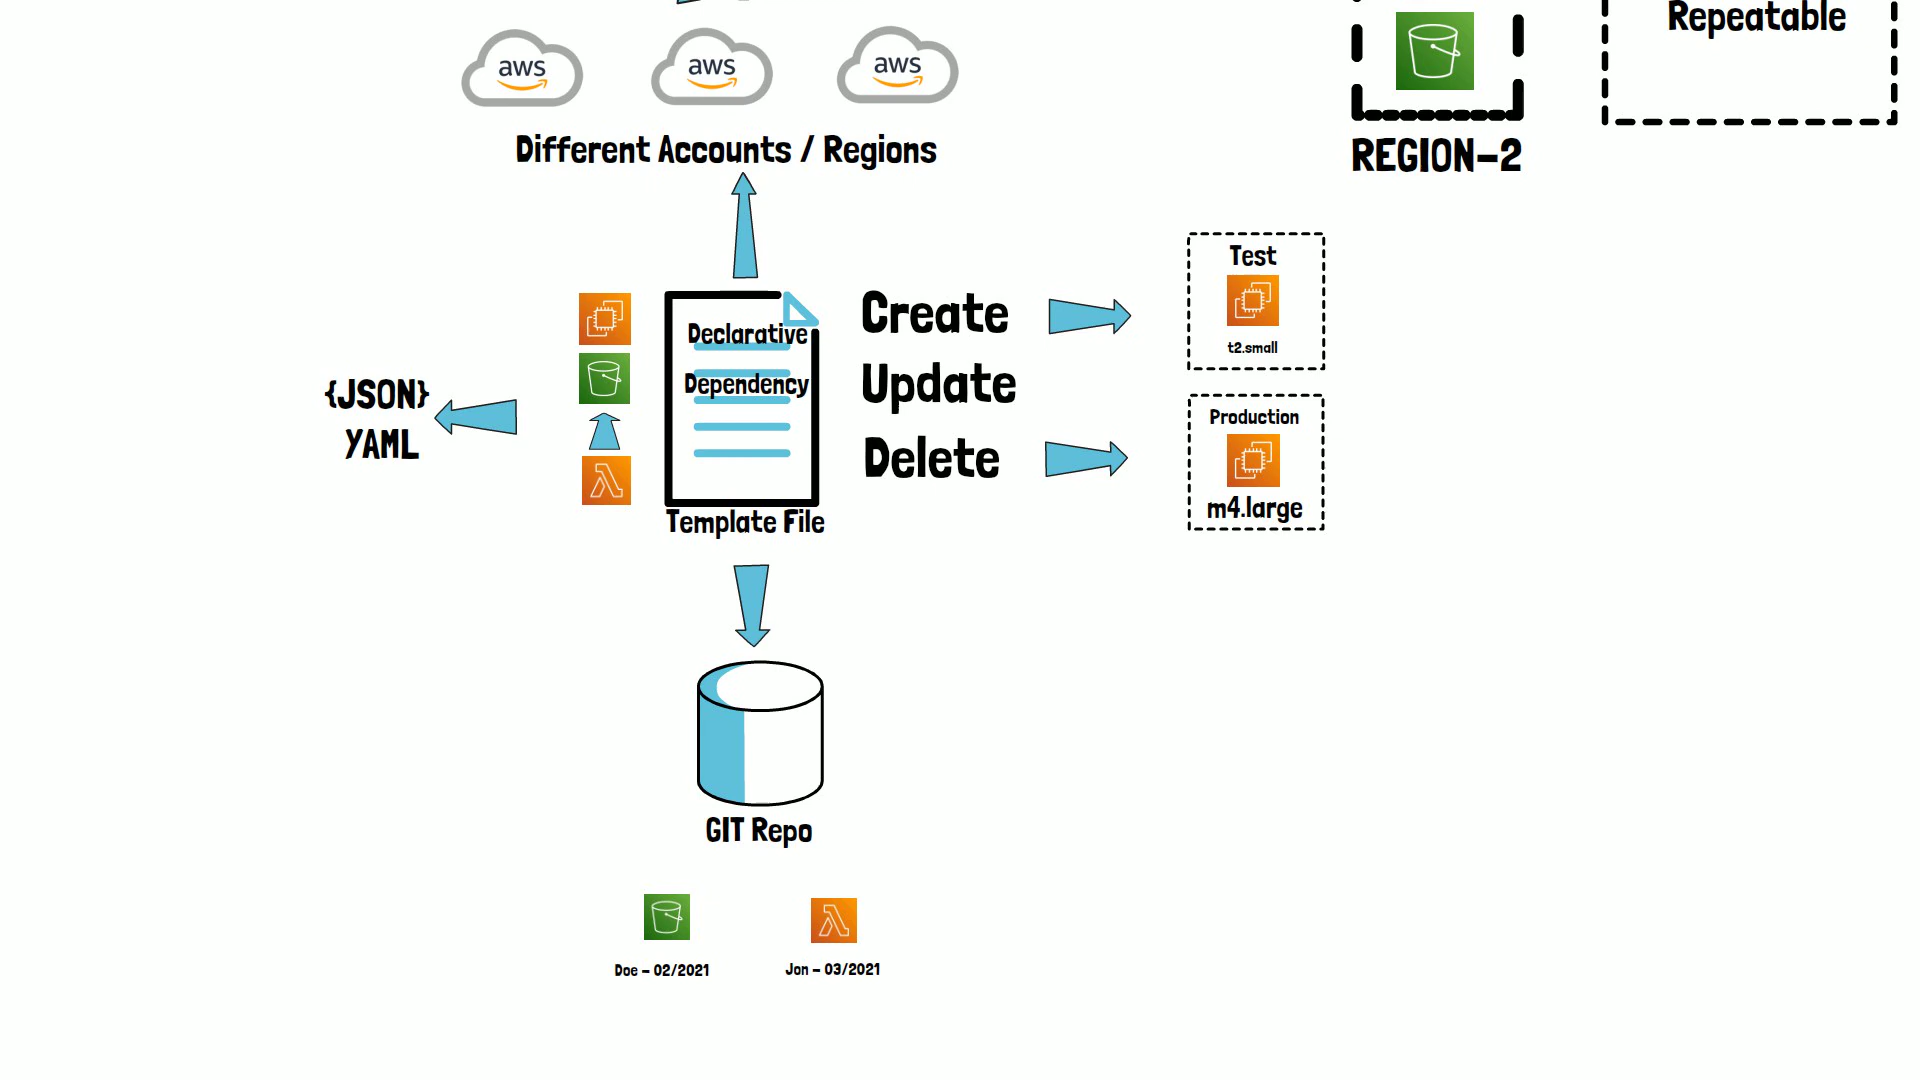 Repeatable
aws
aws
aws
Different Accounts / Regions
REGION-2
Test
t2.small
Declarative
Dependency
Create
Update
Delete
{JSON}
YAML
Production
m4.large
Template File
GIT Repo
Doe - 02/2021
Jon - 03/2021